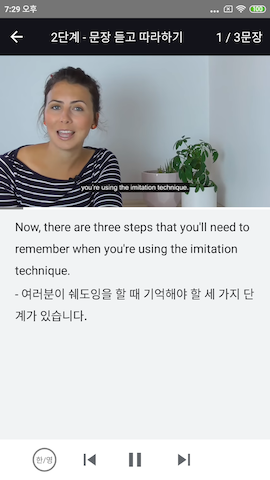 7:29 오후
100
2단계 - 문장 듣고 따라하기
1 / 3문장
you're using the imitation technique.
Now, there are three steps that you'll need to
remember when you're using the imitation
technique.
- 여러분이 쉐도잉을 할 때 기억해야 할 세 가지 단
계가 있습니다.
한/영